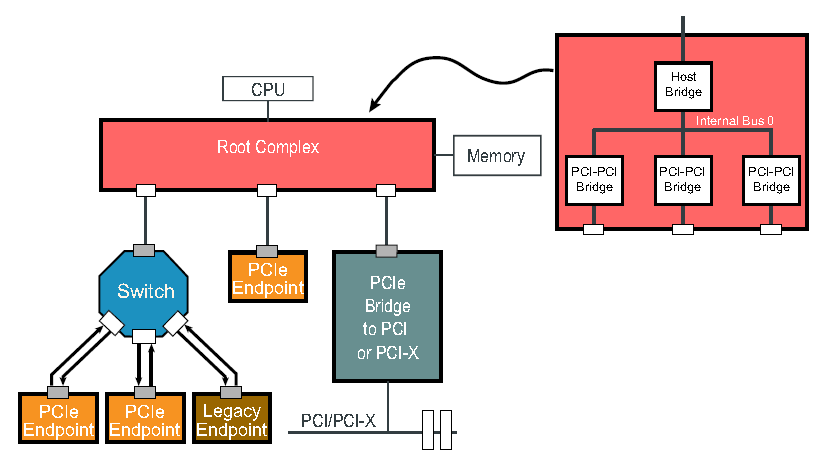 CPU
Root Complex
Memory
Host
Bridge
Internal Bus 0
PCI-PCI
Bridge
PCI-PCI
Bridge
PCI-PCI
Bridge
Switch
PCIe
Endpoint
PCIe
Bridge
to PCI
or PCI-X
PCIe
Endpoint
PCIe
Endpoint
Legacy
Endpoint
PCI/PCI-X